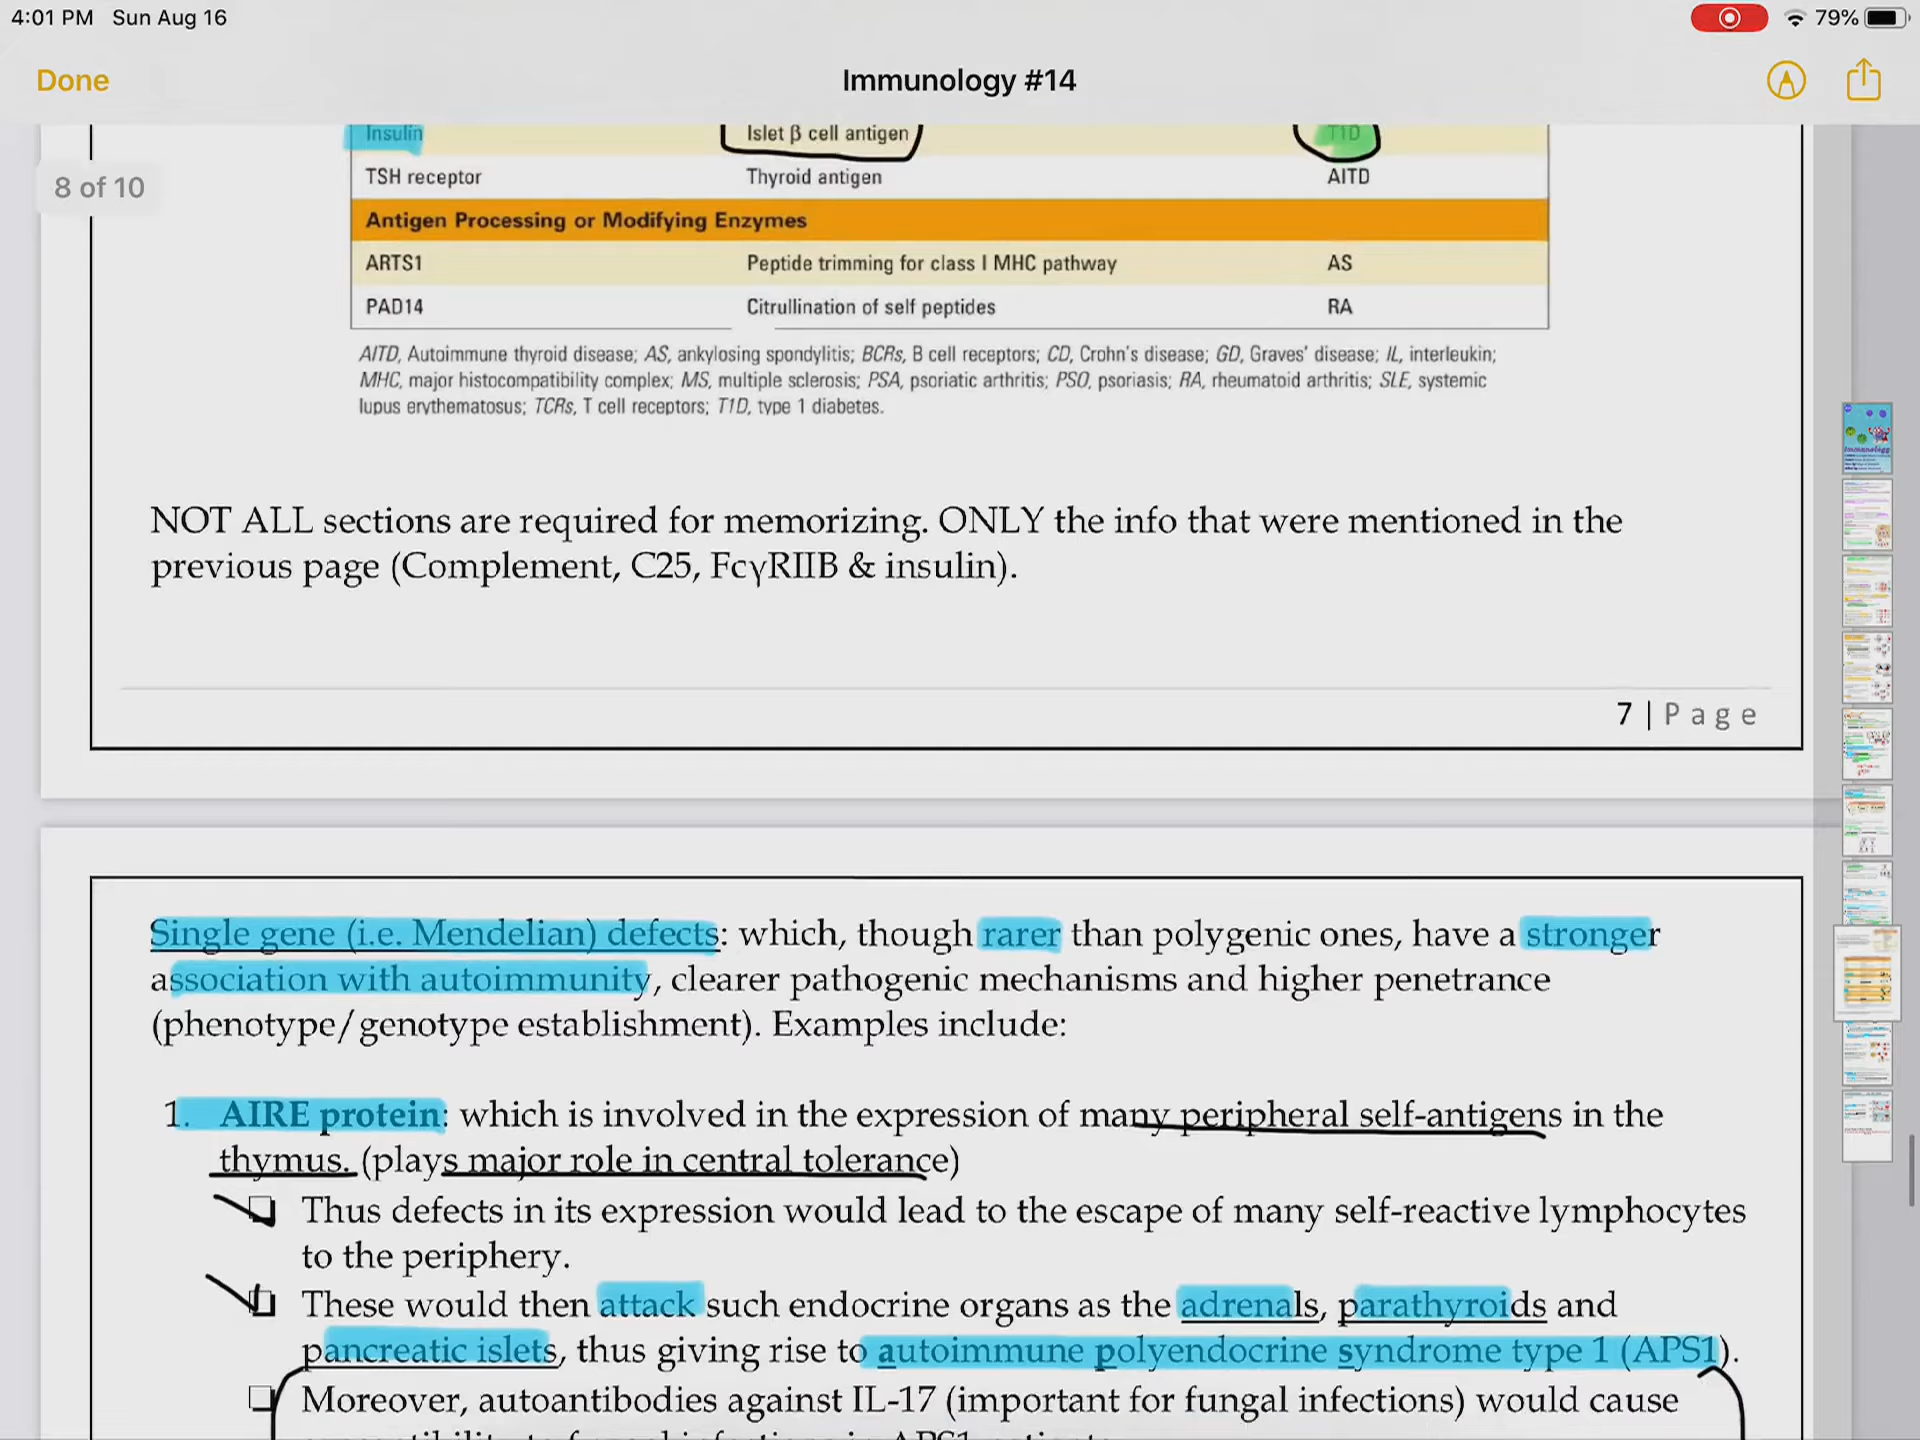 4:01 PM Sun Aug 16
79%
Done
Immunology #14
8 of 10
Insulin Islet β cell antigen T1D
TSH receptor Thyroid antigen AITD
Antigen Processing or Modifying Enzymes
ARTS1 Peptide trimming for class I MHC pathway AS
PAD14 Citrullination of self peptides RA
AITD, Autoimmune thyroid disease; AS, ankylosing spondylitis; BCRs, B cell receptors; CD, Crohn's disease; GD, Graves' disease; IL, interleukin;
MHC, major histocompatibility complex; MS, multiple sclerosis; PSA, psoriatic arthritis; PSO, psoriasis; RA, rheumatoid arthritis; SLE, systemic
lupus erythematosus; TCRs, T cell receptors; T1D, type 1 diabetes.
NOT ALL sections are required for memorizing. ONLY the info that were mentioned in the
previous page (Complement, C25, FcγRIIB & insulin).
7 | Page
Single gene (i.e. Mendelian) defects: which, though rarer than polygenic ones, have a stronger
association with autoimmunity, clearer pathogenic mechanisms and higher penetrance
(phenotype/genotype establishment). Examples include:
1. AIRE protein: which is involved in the expression of many peripheral self-antigens in the
thymus. (plays major role in central tolerance)
Thus defects in its expression would lead to the escape of many self-reactive lymphocytes
to the periphery.
These would then attack such endocrine organs as the adrenals, parathyroids and
pancreatic islets, thus giving rise to autoimmune polyendocrine syndrome type 1 (APS1).
Moreover, autoantibodies against IL-17 (important for fungal infections) would cause